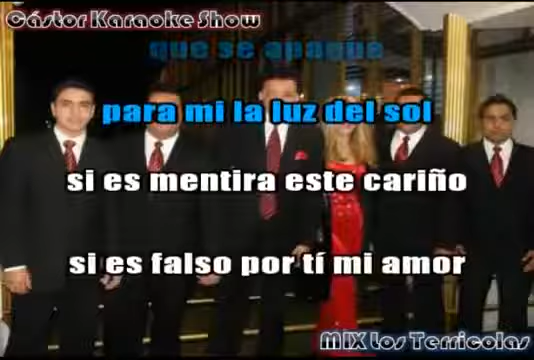 Cástor Karaoke Show
que se apague
para mi la luz del sol
si es mentira este cariño
si es falso por tí mi amor
MIX Los Terricolas